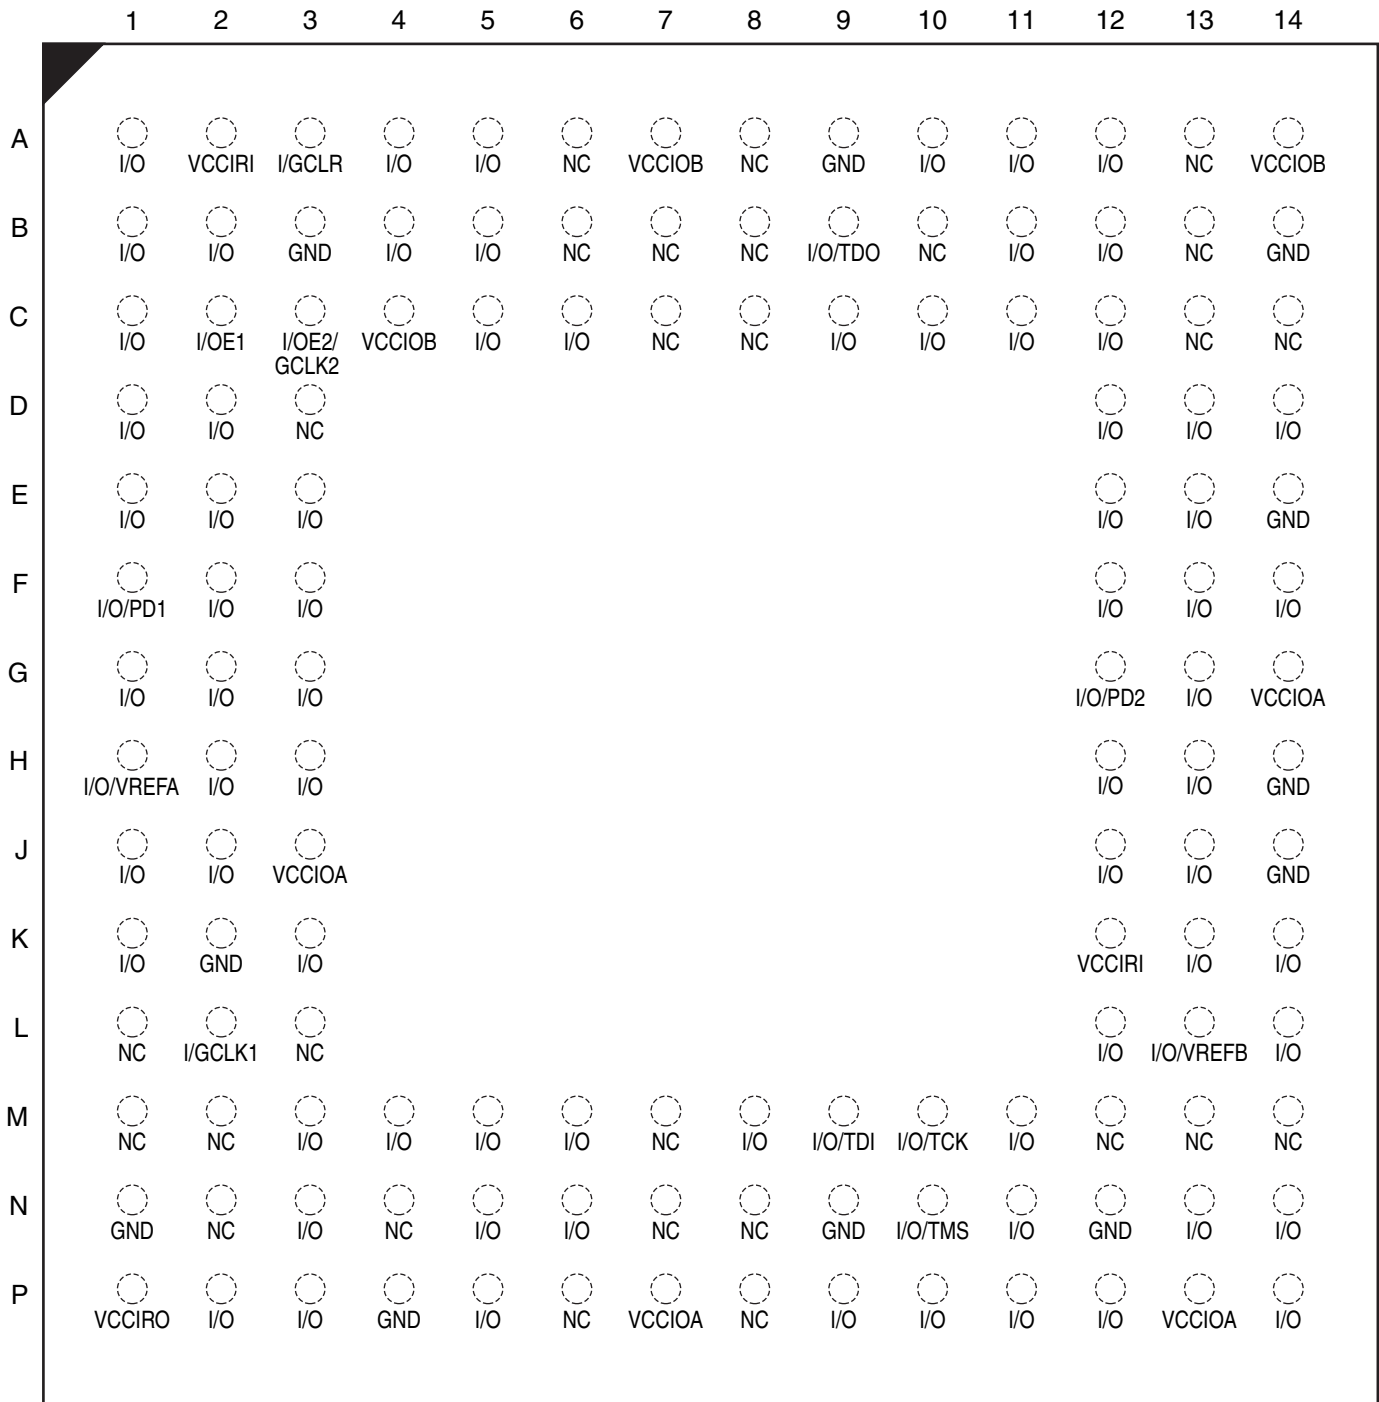 1 2 3 4 5 6 7 8 9 10 11 12 13 14
A
I/O VCCIRI I/GCLR I/O I/O NC VCCIOB NC GND I/O I/O I/O NC VCCIOB
B
I/O I/O GND I/O I/O NC NC NC I/O/TDO NC I/O I/O NC GND
C
I/O I/OE1 I/OE2/ VCCIOB I/O I/O NC NC I/O I/O I/O I/O NC NC
GCLK2
D
I/O I/O NC I/O I/O I/O
E
I/O I/O I/O I/O I/O GND
F
I/O/PD1 I/O I/O I/O I/O I/O
G
I/O I/O I/O I/O/PD2 I/O VCCIOA
H
I/O/VREFA I/O I/O I/O I/O GND
J
I/O I/O VCCIOA I/O I/O GND
K
I/O GND I/O VCCIRI I/O I/O
L
NC I/GCLK1 NC I/O I/O/VREFB I/O
M
NC NC I/O I/O I/O I/O NC I/O I/O/TDI I/O/TCK I/O NC NC NC
N
GND NC I/O NC I/O I/O NC NC GND I/O/TMS I/O GND I/O I/O
P
VCCIRO I/O I/O GND I/O NC VCCIOA NC I/O I/O I/O I/O VCCIOA I/O